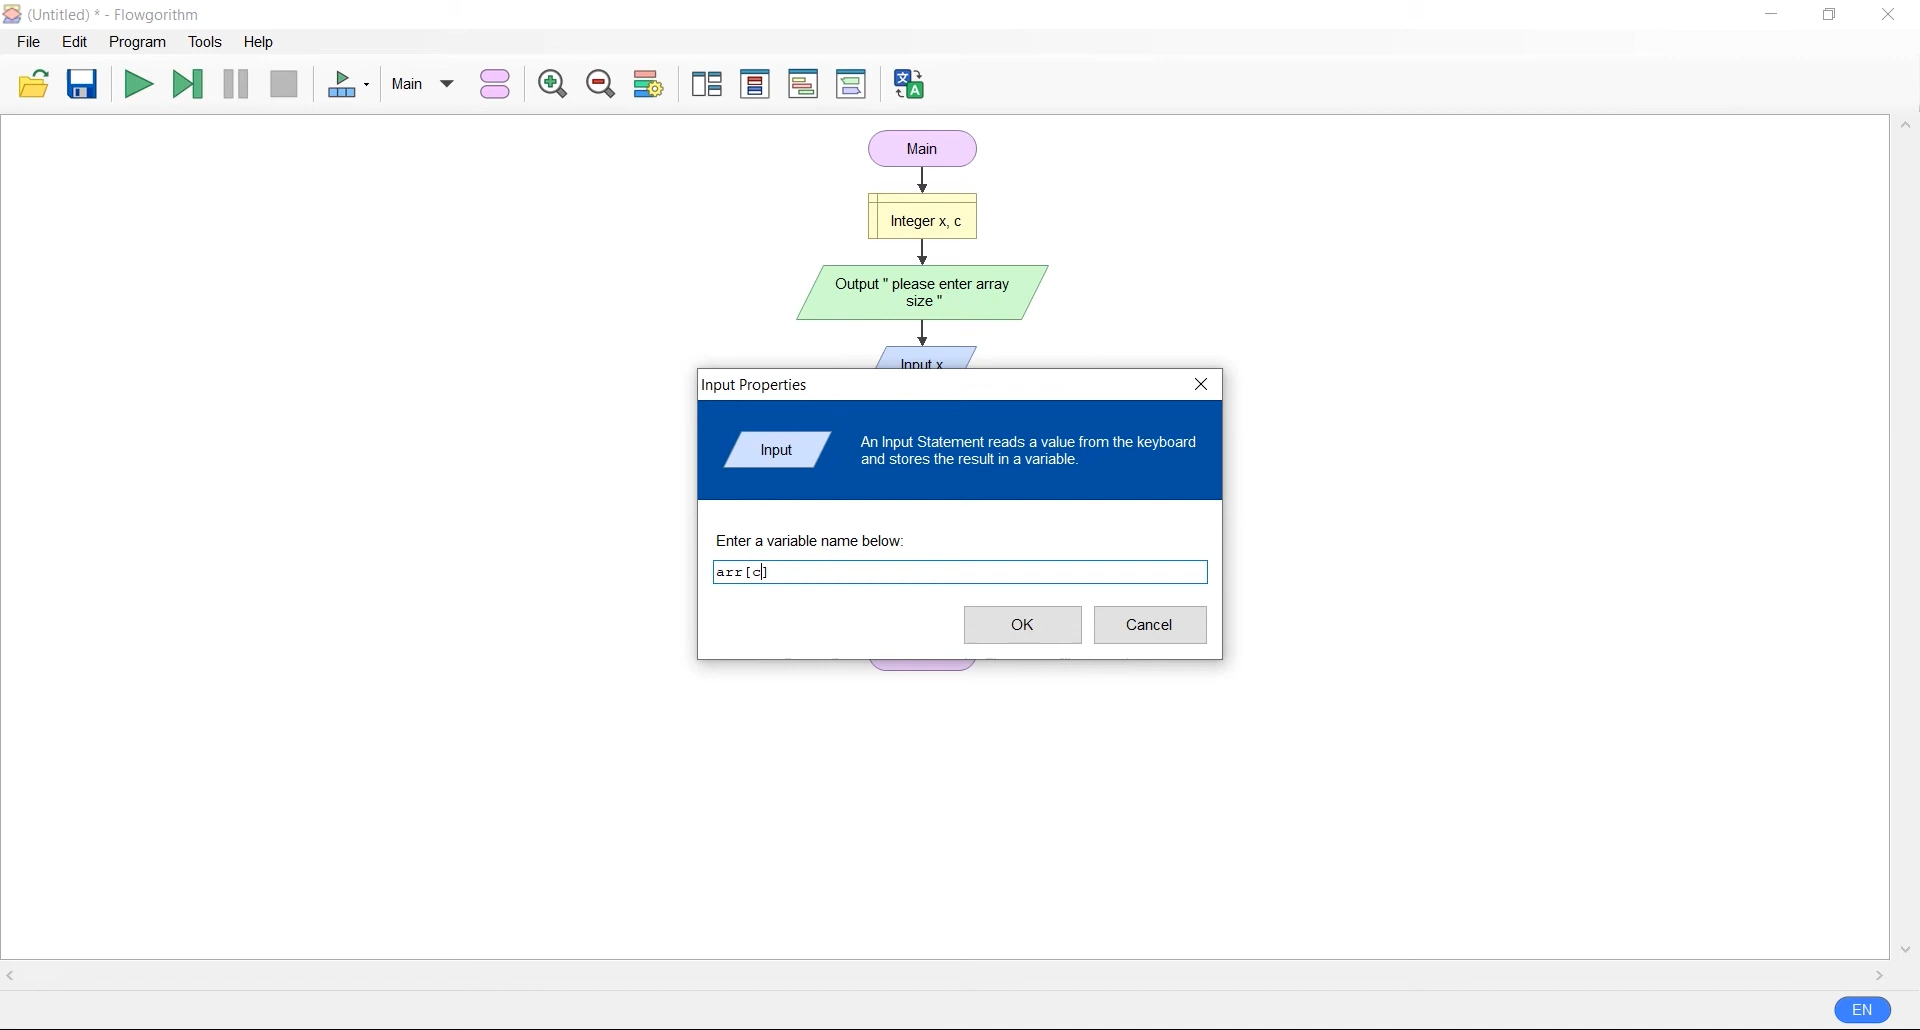 (Untitled) * - Flowgorithm
File Edit Program Tools Help
Main
Main
Integer x, c
Output " please enter array
size "
Input x
Input Properties
Input
An Input Statement reads a value from the keyboard
and stores the result in a variable.
Enter a variable name below:
arr[c]
OK Cancel
EN